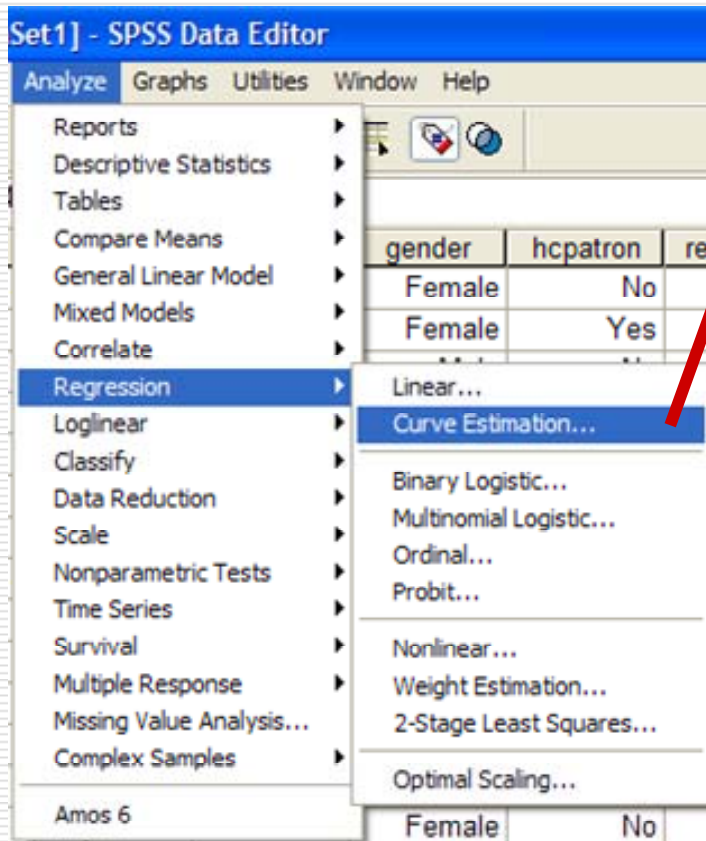 Set1] - SPSS Data Editor
Analyze Graphs Utilities Window Help
Reports
Descriptive Statistics
Tables
Compare Means
General Linear Model
Mixed Models
Correlate
Regression
Loglinear
Classify
Data Reduction
Scale
Nonparametric Tests
Time Series
Survival
Multiple Response
Missing Value Analysis...
Complex Samples
Amos 6
gender hcpatron re
Female No
Female Yes
Linear...
Curve Estimation...
Binary Logistic...
Multinomial Logistic...
Ordinal...
Probit...
Nonlinear...
Weight Estimation...
2-Stage Least Squares...
Optimal Scaling...
Female No